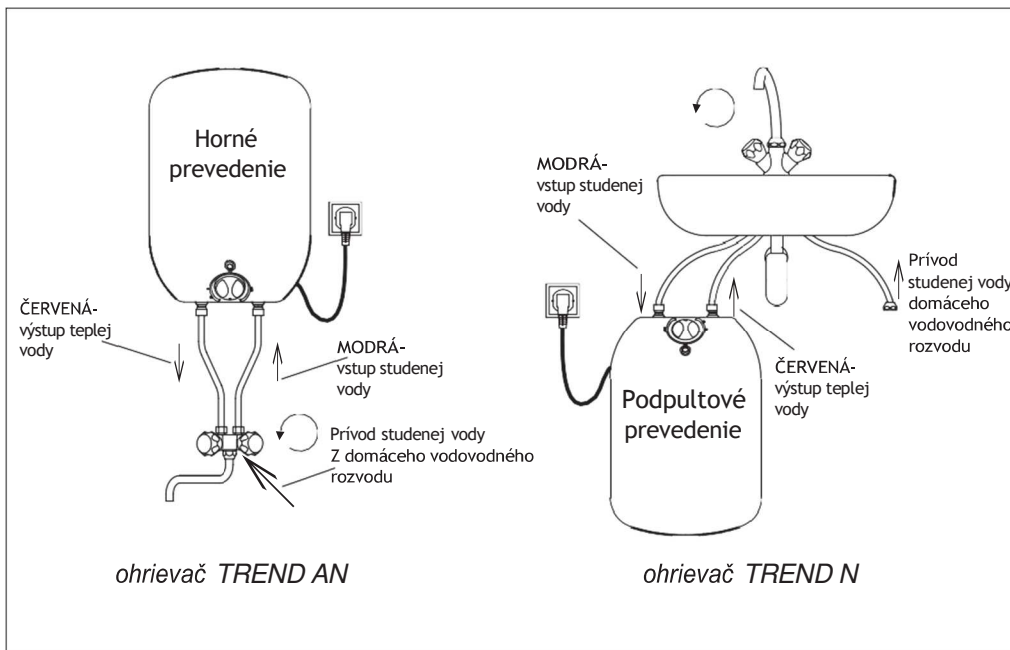 Horné
prevedenie
ČERVENÁ-
výstup teplej
vody
MODRÁ-
vstup studenej
vody
Prívod studenej vody
Z domáceho vodovodného
rozvodu
ohrievač TREND AN
MODRÁ-
vstup studenej
vody
Prívod
studenej vody
domáceho
vodovodného
rozvodu
ČERVENÁ-
výstup teplej
vody
Podpultové
prevedenie
ohrievač TREND N